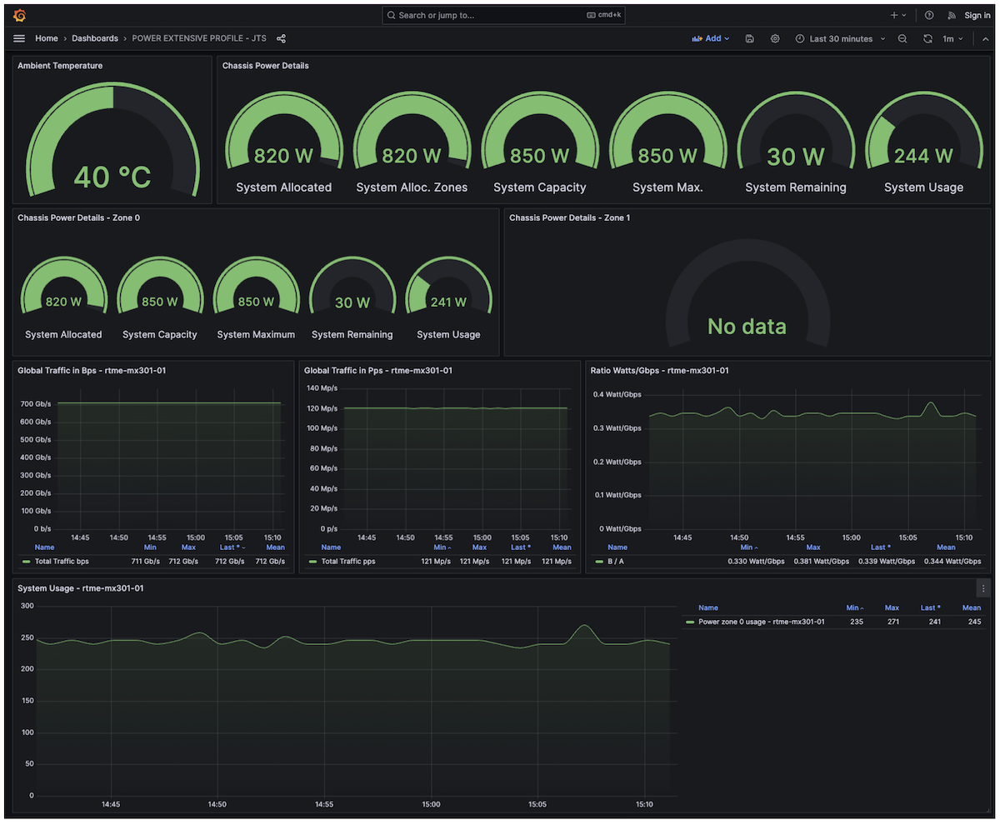 Search or jump to... cmd+k Sign in
Home › Dashboards › POWER EXTENSIVE PROFILE - JTS Add Last 30 minutes 1m
Ambient Temperature
40 °C
Chassis Power Details
820 W 820 W 850 W 850 W 30 W 244 W
System Allocated System Alloc. Zones System Capacity System Max. System Remaining System Usage
Chassis Power Details - Zone 0
820 W 850 W 850 W 30 W 241 W
System Allocated System Capacity System Maximum System Remaining System Usage
Chassis Power Details - Zone 1
No data
Global Traffic in Bps - rtme-mx301-01
700 Gb/s
600 Gb/s
500 Gb/s
400 Gb/s
300 Gb/s
200 Gb/s
100 Gb/s
0 b/s
14:45 14:50 14:55 15:00 15:05 15:10
Name Min Max Last * Mean
Total Traffic bps 711 Gb/s 712 Gb/s 712 Gb/s 712 Gb/s
Global Traffic in Pps - rtme-mx301-01
140 Mp/s
120 Mp/s
100 Mp/s
80 Mp/s
60 Mp/s
40 Mp/s
20 Mp/s
0 p/s
14:45 14:50 14:55 15:00 15:05 15:10
Name Min Max Last * Mean
Total Traffic pps 121 Mp/s 121 Mp/s 121 Mp/s 121 Mp/s
Ratio Watts/Gbps - rtme-mx301-01
0.4 Watt/Gbps
0.3 Watt/Gbps
0.2 Watt/Gbps
0.1 Watt/Gbps
0 Watt/Gbps
14:45 14:50 14:55 15:00 15:05 15:10
Name Min Max Last * Mean
B / A 0.330 Watt/Gbps 0.381 Watt/Gbps 0.339 Watt/Gbps 0.344 Watt/Gbps
System Usage - rtme-mx301-01
300
250
200
150
100
50
0
14:45 14:50 14:55 15:00 15:05 15:10
Name Min Max Last * Mean
Power zone 0 usage - rtme-mx301-01 235 271 241 245